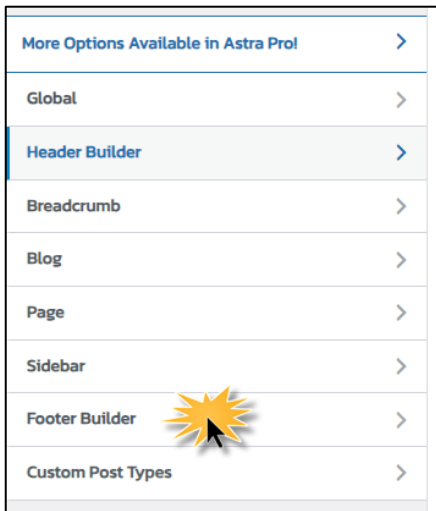 More Options Available in Astra Pro!
Global
Header Builder
Breadcrumb
Blog
Page
Sidebar
Footer Builder
Custom Post Types